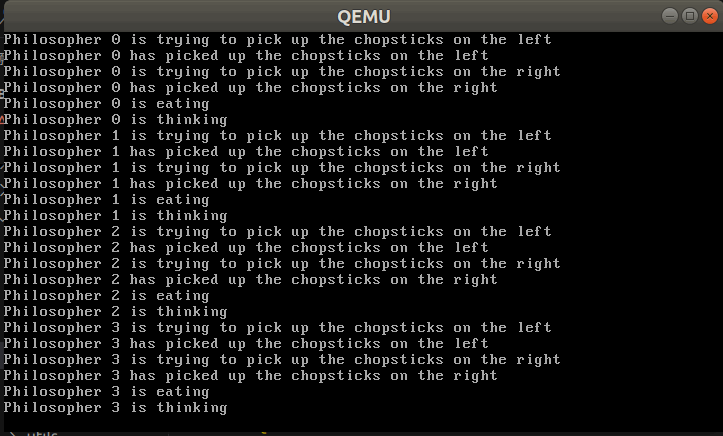 QEMU
Philosopher 0 is trying to pick up the chopsticks on the left
Philosopher 0 has picked up the chopsticks on the left
Philosopher 0 is trying to pick up the chopsticks on the right
Philosopher 0 has picked up the chopsticks on the right
Philosopher 0 is eating
Philosopher 0 is thinking
Philosopher 1 is trying to pick up the chopsticks on the left
Philosopher 1 has picked up the chopsticks on the left
Philosopher 1 is trying to pick up the chopsticks on the right
Philosopher 1 has picked up the chopsticks on the right
Philosopher 1 is eating
Philosopher 1 is thinking
Philosopher 2 is trying to pick up the chopsticks on the left
Philosopher 2 has picked up the chopsticks on the left
Philosopher 2 is trying to pick up the chopsticks on the right
Philosopher 2 has picked up the chopsticks on the right
Philosopher 2 is eating
Philosopher 2 is thinking
Philosopher 3 is trying to pick up the chopsticks on the left
Philosopher 3 has picked up the chopsticks on the left
Philosopher 3 is trying to pick up the chopsticks on the right
Philosopher 3 has picked up the chopsticks on the right
Philosopher 3 is eating
Philosopher 3 is thinking